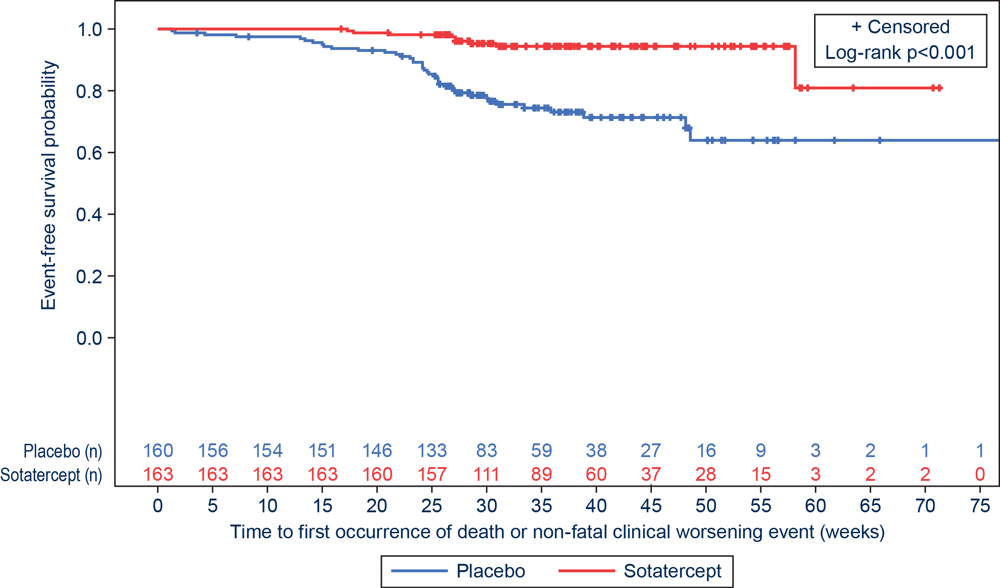 + Censored
Log-rank p<0.001
Event-free survival probability
1.0
0.8
0.6
0.4
0.2
0.0
Placebo (n) 160 156 154 151 146 133 83 59 38 27 16 9 3 2 1 1
Sotatercept (n) 163 163 163 163 160 157 111 89 60 37 28 15 3 2 2 0
0 5 10 15 20 25 30 35 40 45 50 55 60 65 70 75
Time to first occurrence of death or non-fatal clinical worsening event (weeks)
Placebo Sotatercept